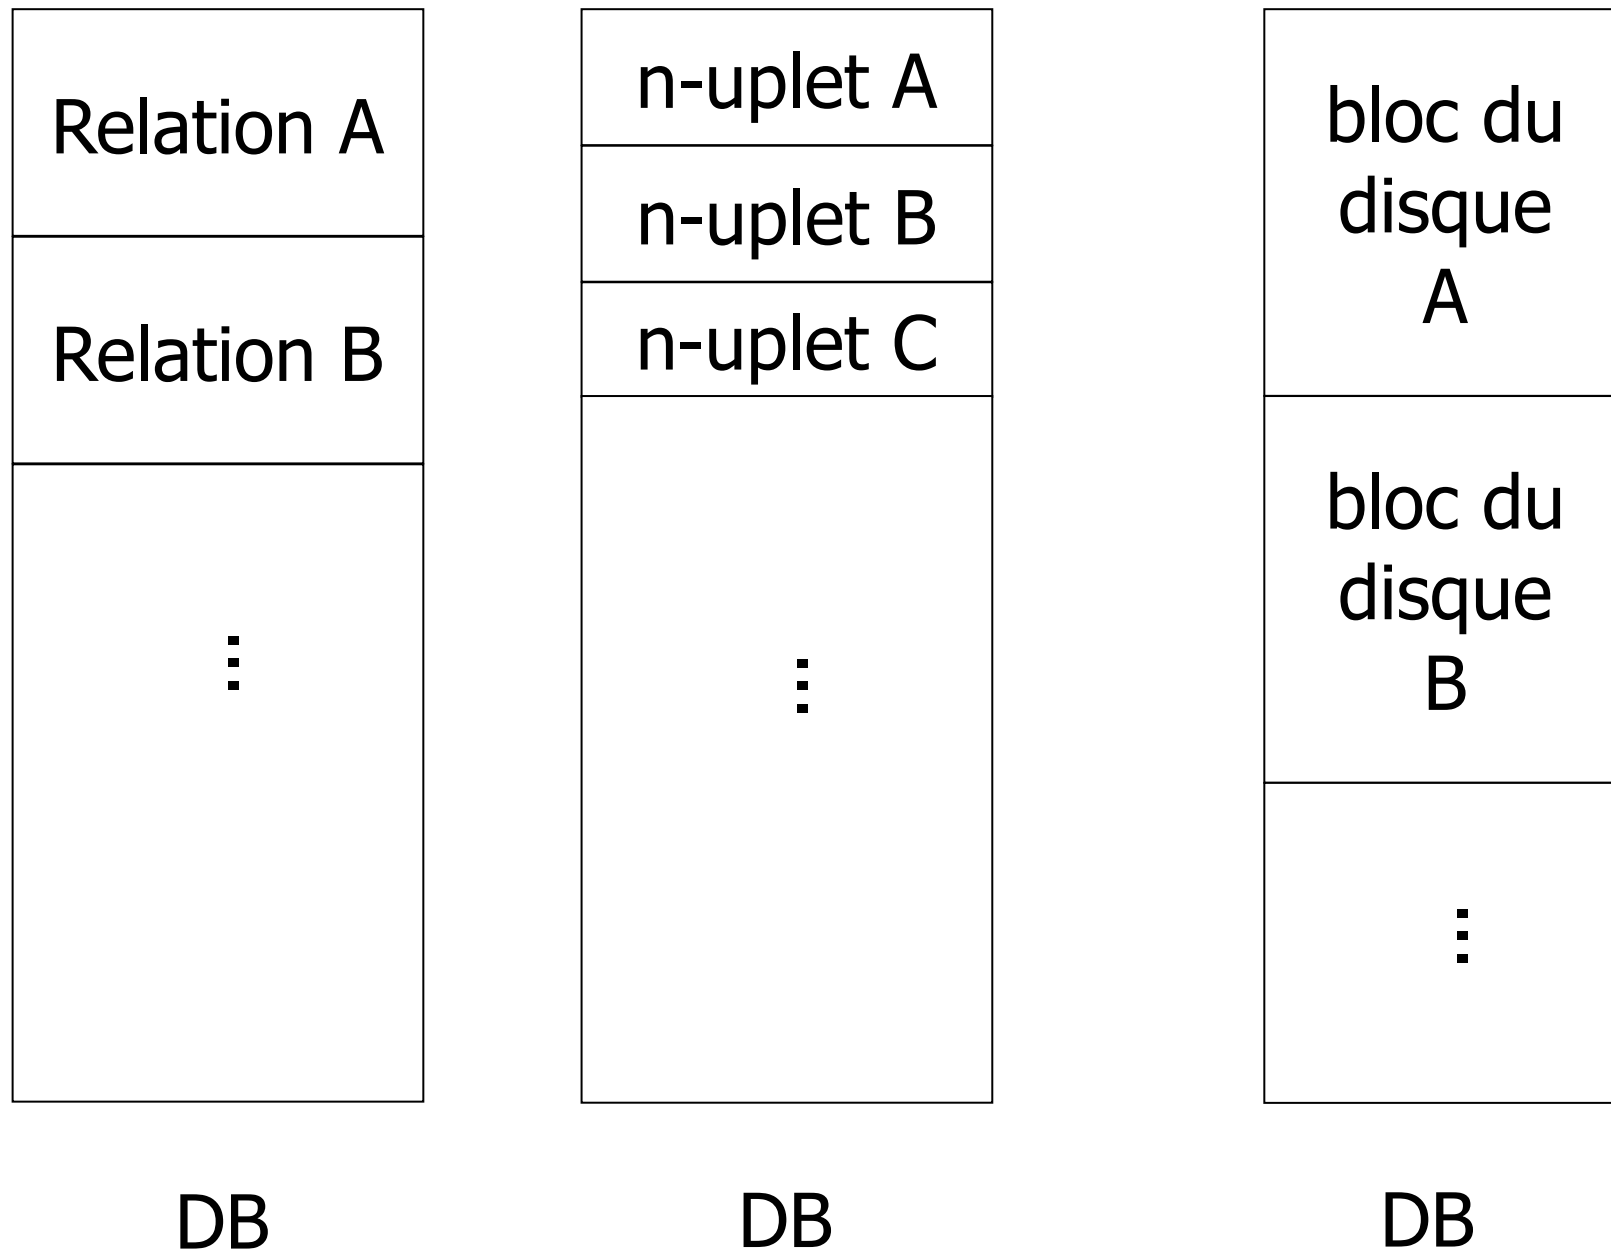 Relation A
Relation B
⋮
DB
n-uplet A
n-uplet B
n-uplet C
⋮
DB
bloc du
disque
A
bloc du
disque
B
⋮
DB